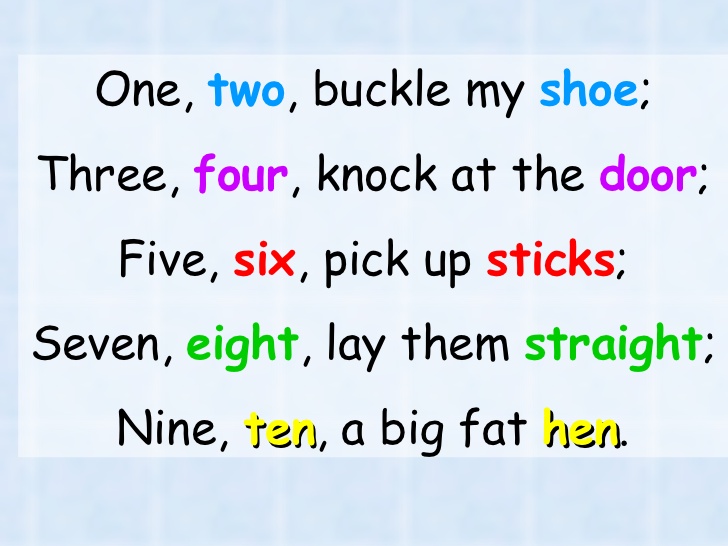 One, two, buckle my shoe;
Three, four, knock at the door;
Five, six, pick up sticks;
Seven, eight, lay them straight;
Nine, ten, a big fat hen.